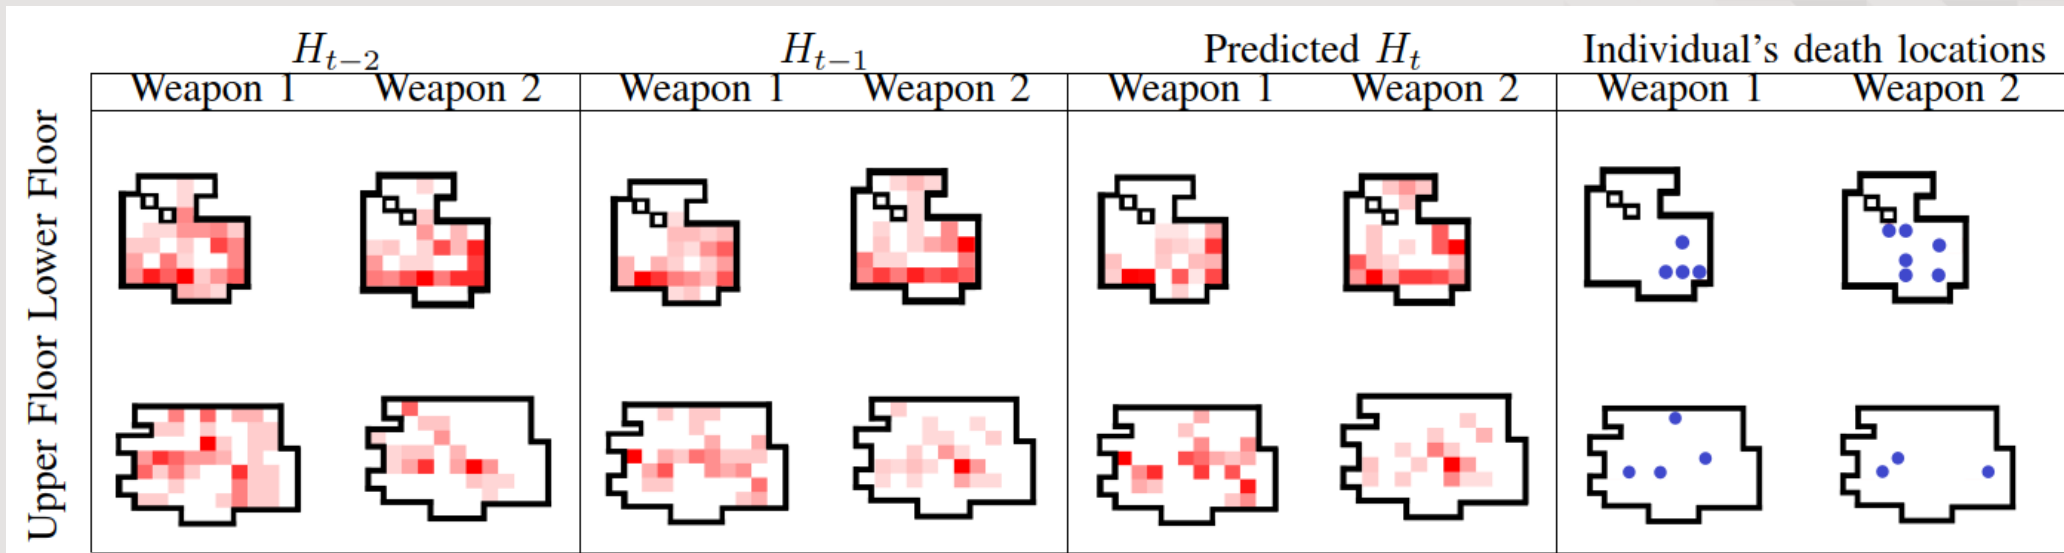 H_{t-2} H_{t-1} Predicted H_t Individual's death locations
Weapon 1 Weapon 2 Weapon 1 Weapon 2 Weapon 1 Weapon 2 Weapon 1 Weapon 2
Lower Floor
Upper Floor